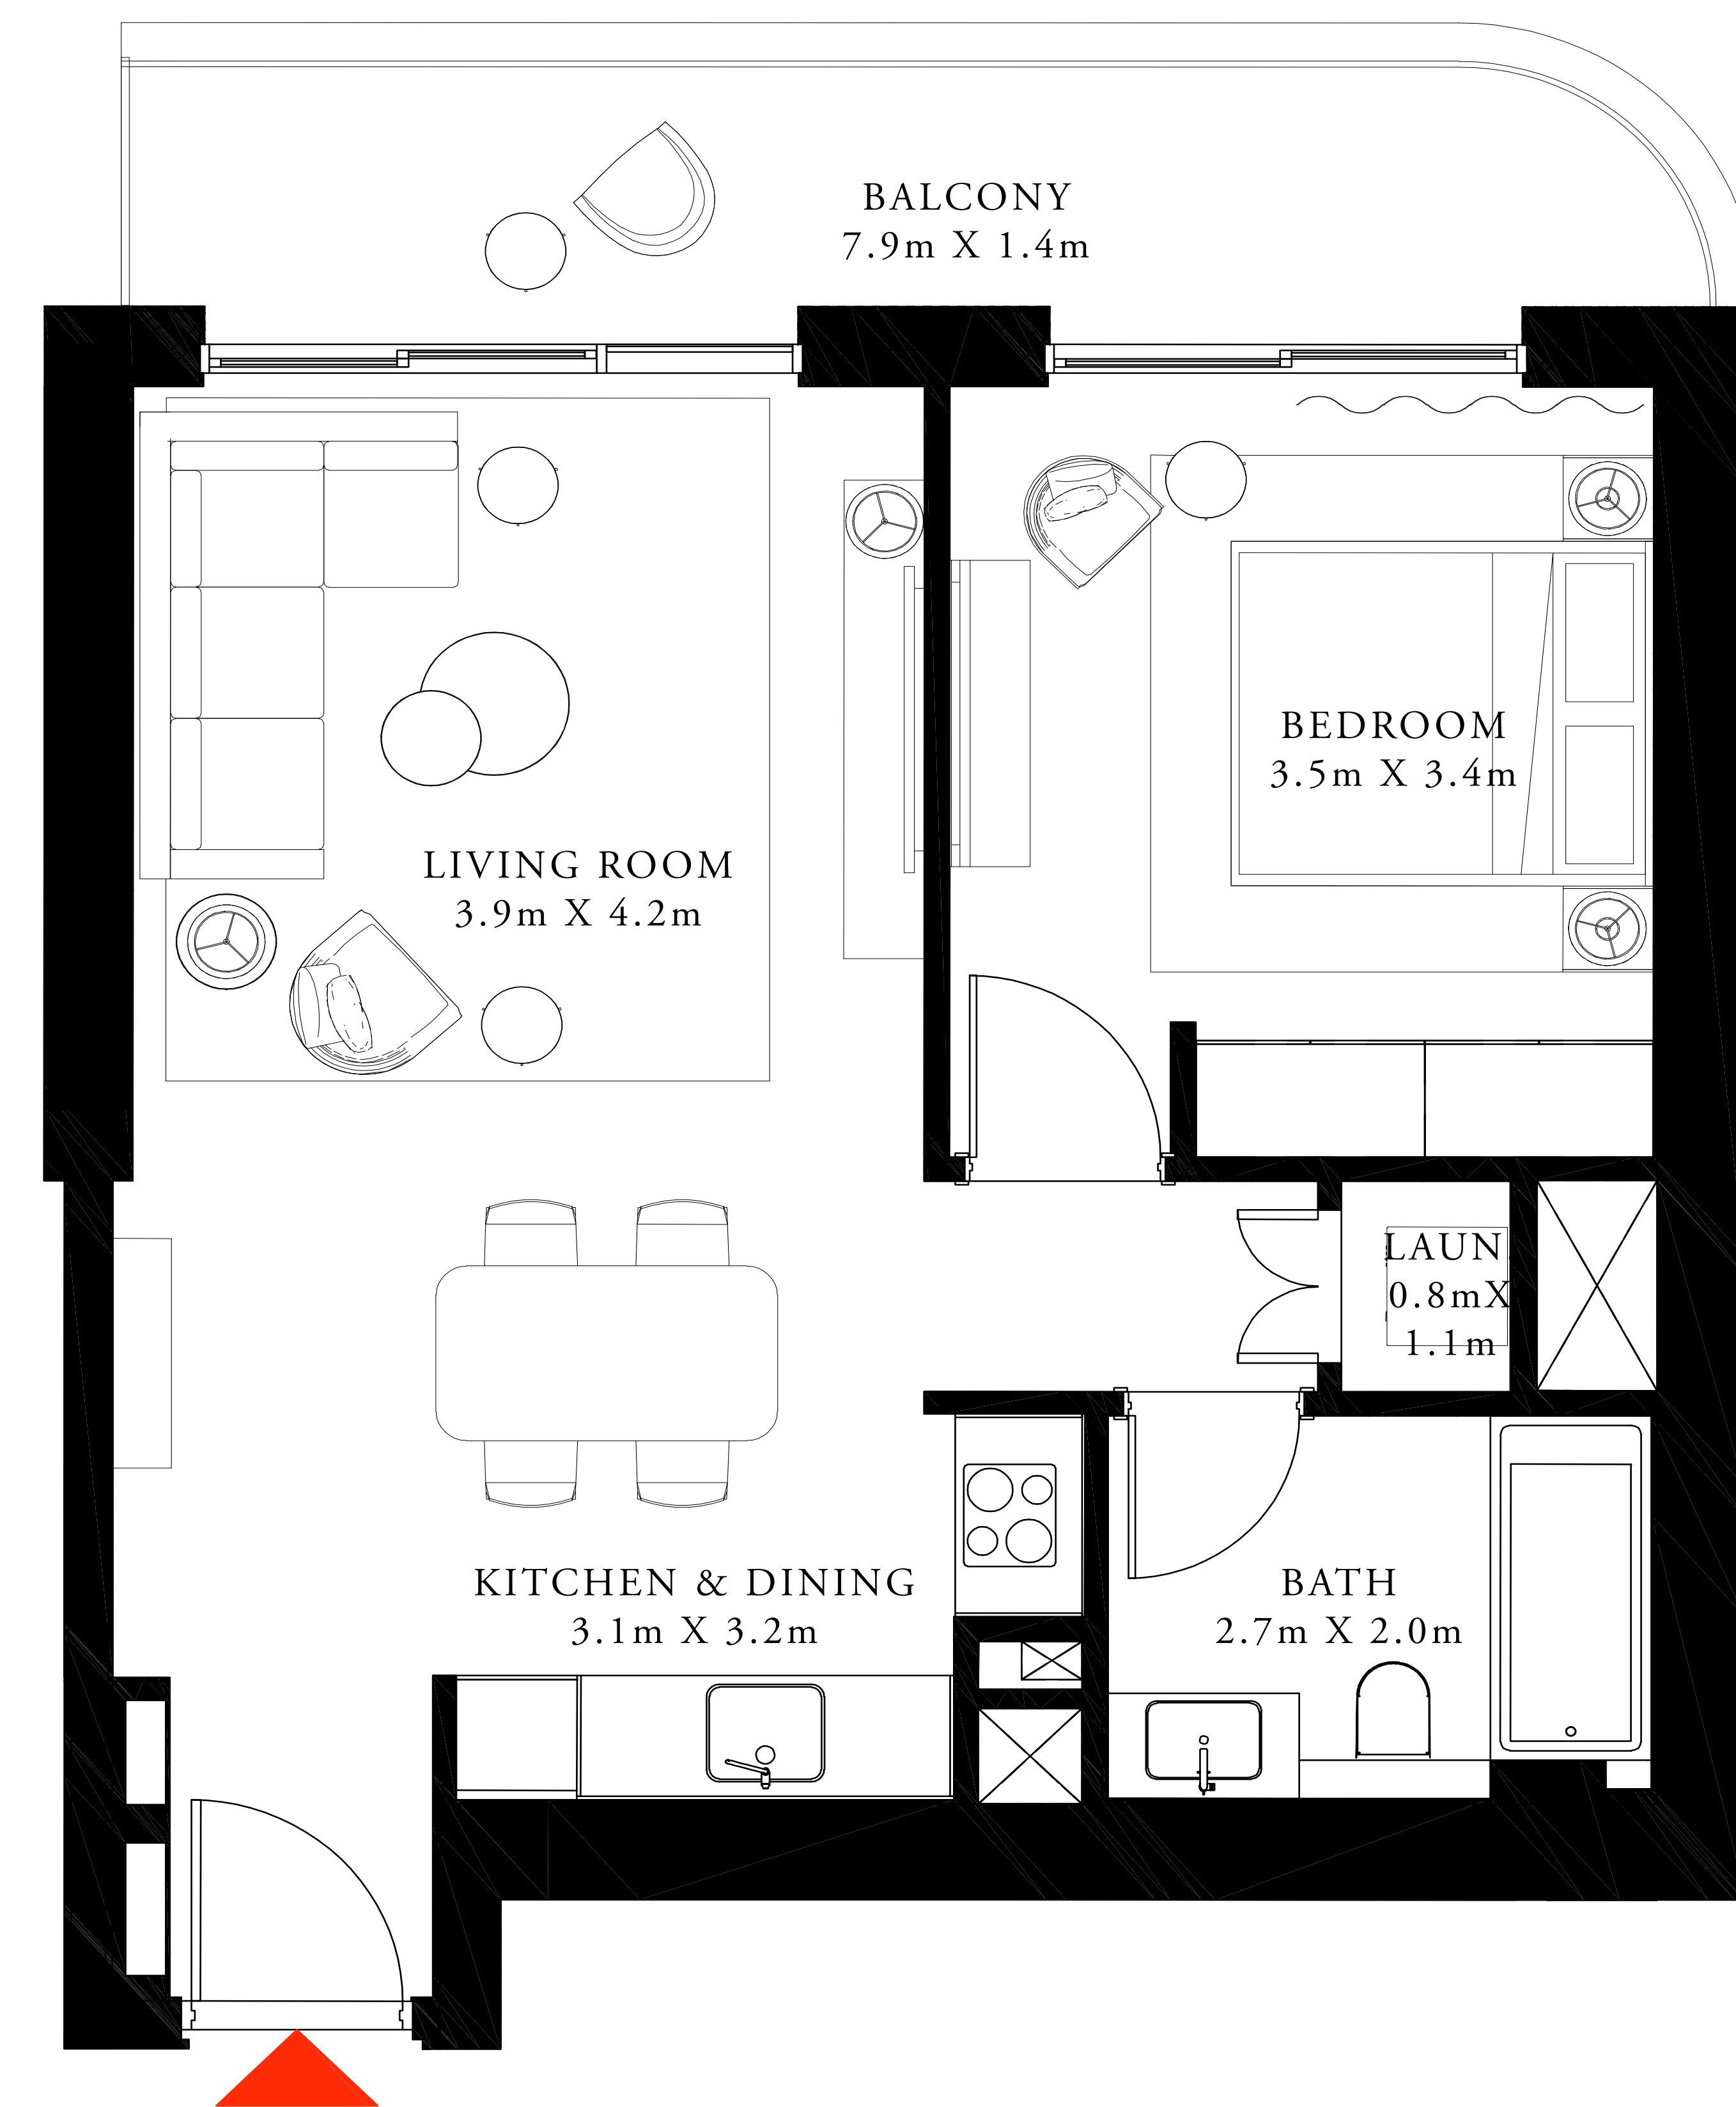 BALCONY
7.9m X 1.4m
BEDROOM
3.5m X 3.4m
LIVING ROOM
3.9m X 4.2m
LAUN
0.8mX
1.1m
KITCHEN & DINING
3.1m X 3.2m
BATH
2.7m X 2.0m